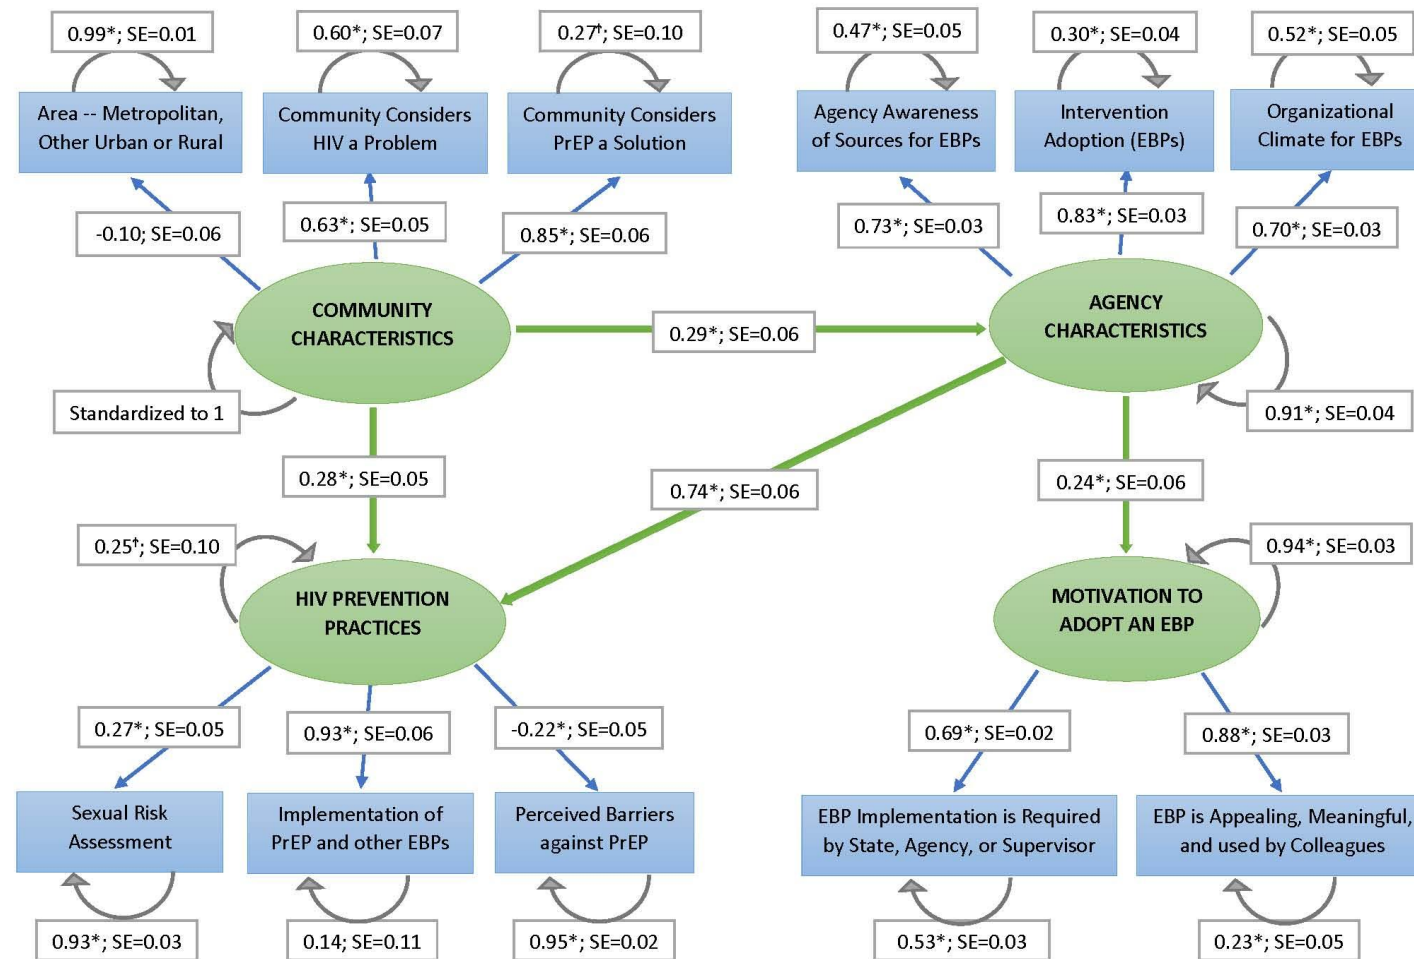 0.99*; SE=0.01
0.60*; SE=0.07
0.27†; SE=0.10
0.47*; SE=0.05
0.30*; SE=0.04
0.52*; SE=0.05
Area -- Metropolitan,
Other Urban or Rural
Community Considers
HIV a Problem
Community Considers
PrEP a Solution
Agency Awareness
of Sources for EBPs
Intervention
Adoption (EBPs)
Organizational
Climate for EBPs
-0.10; SE=0.06
0.63*; SE=0.05
0.85*; SE=0.06
0.73*; SE=0.03
0.83*; SE=0.03
0.70*; SE=0.03
COMMUNITY
CHARACTERISTICS
0.29*; SE=0.06
AGENCY
CHARACTERISTICS
Standardized to 1
0.91*; SE=0.04
0.28*; SE=0.05
0.74*; SE=0.06
0.24*; SE=0.06
0.25†; SE=0.10
0.94*; SE=0.03
HIV PREVENTION
PRACTICES
MOTIVATION TO
ADOPT AN EBP
0.27*; SE=0.05
0.93*; SE=0.06
-0.22*; SE=0.05
0.69*; SE=0.02
0.88*; SE=0.03
Sexual Risk
Assessment
Implementation of
PrEP and other EBPs
Perceived Barriers
against PrEP
EBP Implementation is Required
by State, Agency, or Supervisor
EBP is Appealing, Meaningful,
and used by Colleagues
0.93*; SE=0.03
0.14; SE=0.11
0.95*; SE=0.02
0.53*; SE=0.03
0.23*; SE=0.05